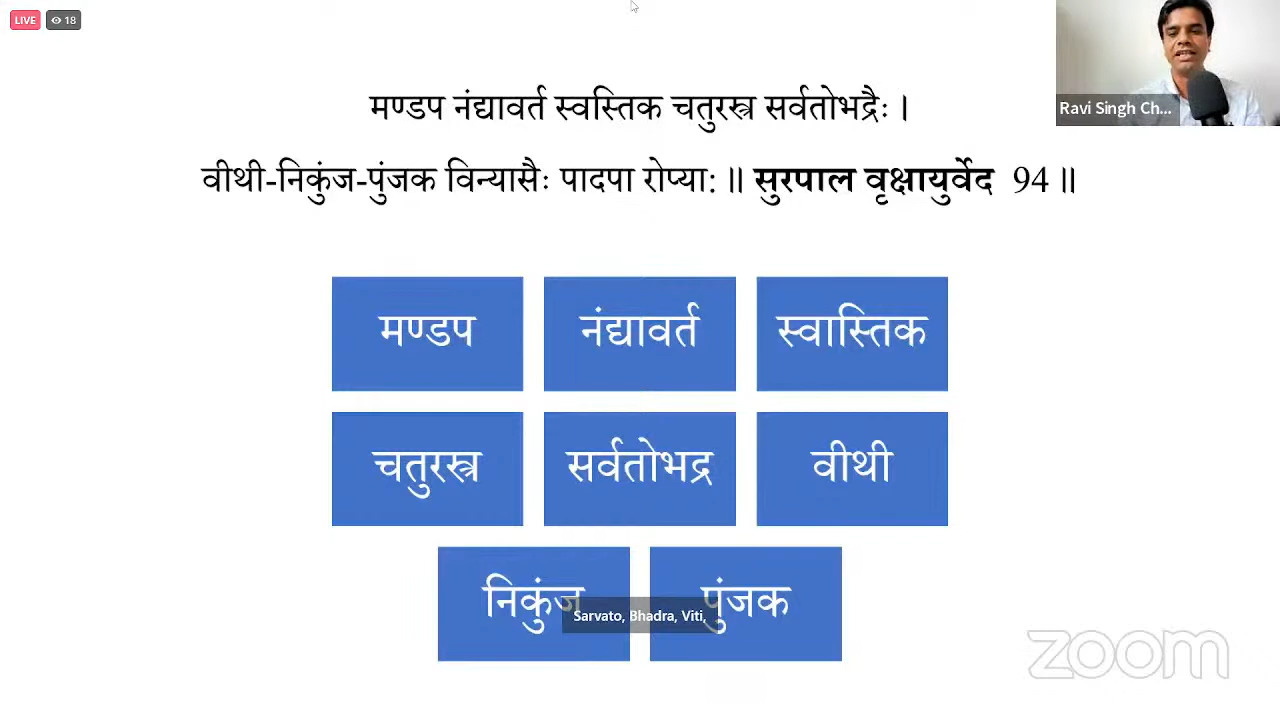 LIVE 18
Ravi Singh Ch...
मण्डप नंद्यावर्त स्वस्तिक चतुरस्त्र सर्वतोभद्रैः ।
वीथी-निकुंज-पुंजक विन्यासैः पादपा रोप्या: ॥ सुरपाल वृक्षायुर्वेद 94 ॥
मण्डप नंद्यावर्त स्वास्तिक
चतुरस्त्र सर्वतोभद्र वीथी
निकुंज पुंजक
Sarvato, Bhadra, Viti,
zoom